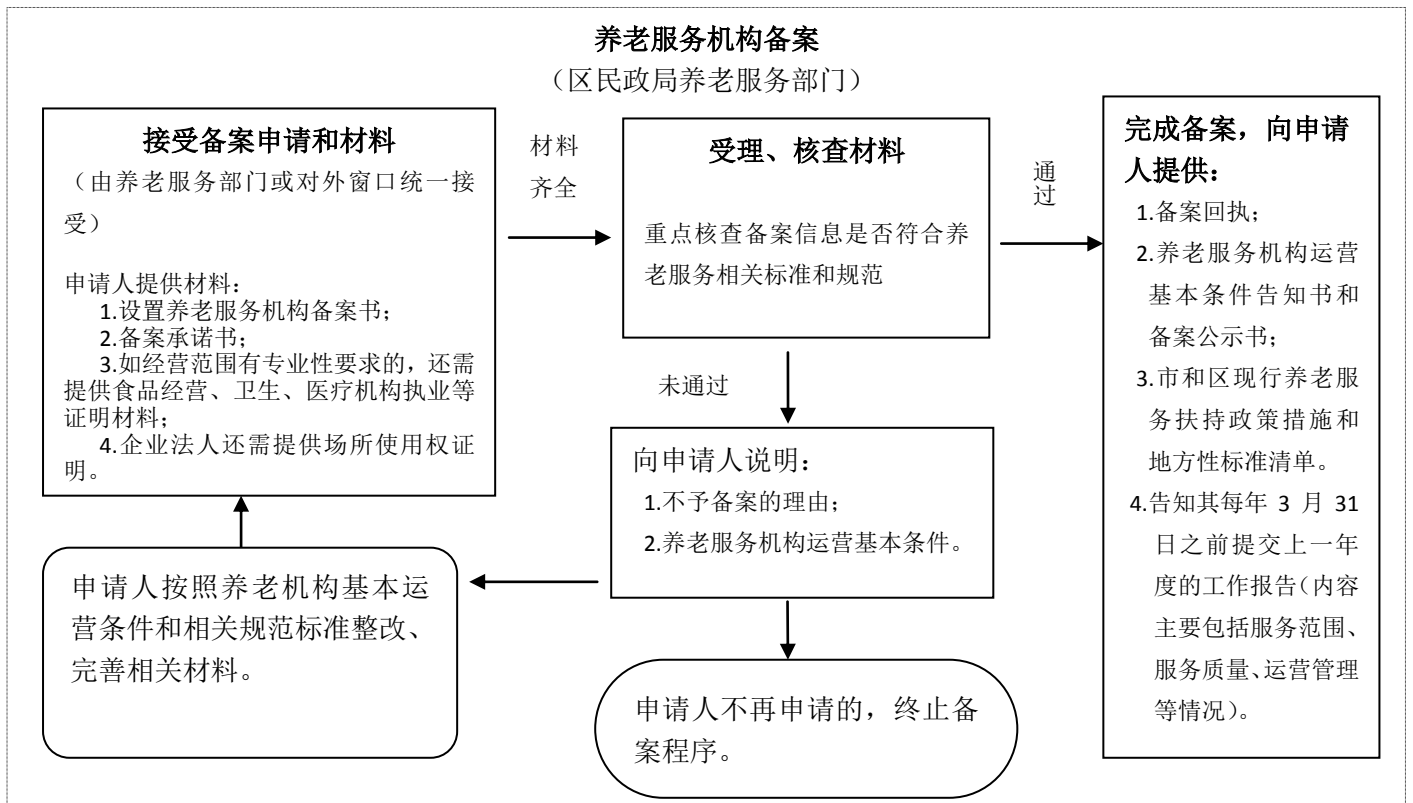 养老服务机构备案
（区民政局养老服务部门）
接受备案申请和材料
（由养老服务部门或对外窗口统一接
受）
申请人提供材料：
1.设置养老服务机构备案书；
2.备案承诺书；
3.如经营范围有专业性要求的，还需
提供食品经营、卫生、医疗机构执业等
证明材料；
4.企业法人还需提供场所使用权证
明。
材料
齐全
受理、核查材料
重点核查备案信息是否符合养
老服务相关标准和规范
通
过
完成备案，向申请
人提供：
1.备案回执；
2.养老服务机构运营
基本条件告知书和
备案公示书；
3.市和区现行养老服
务扶持政策措施和
地方性标准清单。
4.告知其每年 3 月 31
日之前提交上一年
度的工作报告（内容
主要包括服务范围、
服务质量、运营管理
等情况）。
未通过
向申请人说明：
1.不予备案的理由；
2.养老服务机构运营基本条件。
申请人按照养老机构基本运
营条件和相关规范标准整改、
完善相关材料。
申请人不再申请的，终止备
案程序。